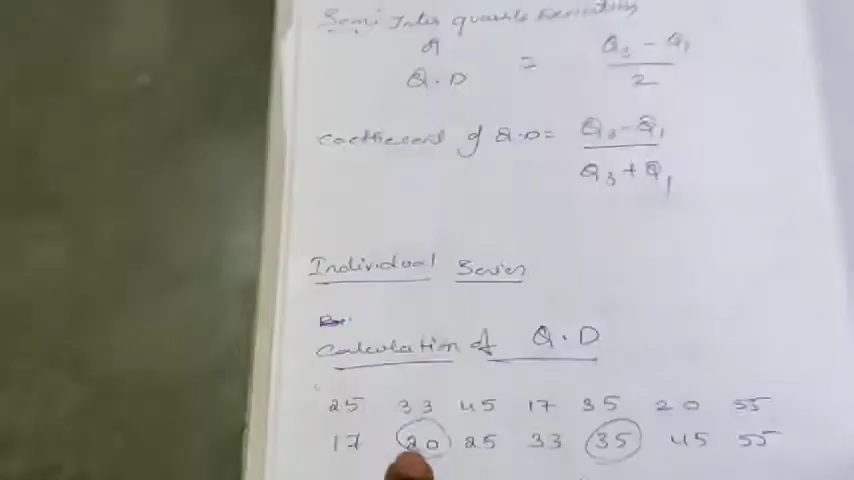 Semi Inter quartile Deviation
or
Q.D = Q3 - Q1 / 2
Coefficient of Q.D = Q3 - Q1 / Q3 + Q1
Individual Series
Calculation of Q.D
25 33 45 17 35 20 55
17 20 25 33 35 45 55